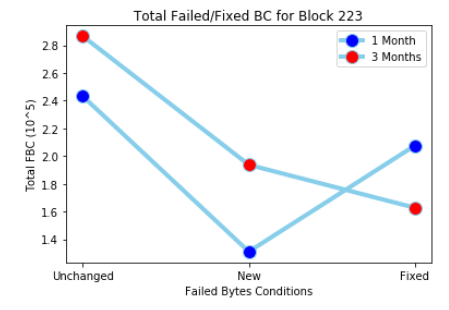 Total Failed/Fixed BC for Block 223
1 Month
3 Months
Total FBC (10^5)
2.8
2.6
2.4
2.2
2.0
1.8
1.6
1.4
Unchanged New Fixed
Failed Bytes Conditions